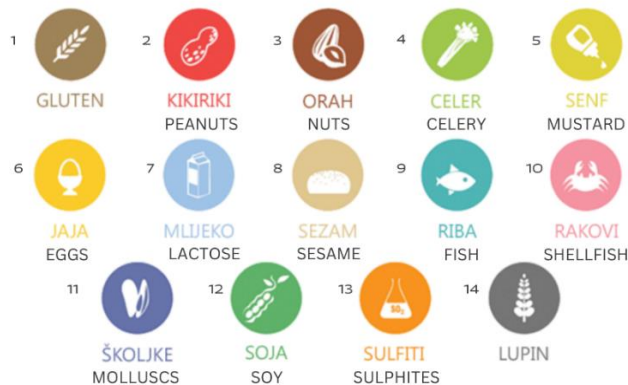 1 2 3 4 5
GLUTEN KIKIRIKI ORAH CELER SENF
PEANUTS NUTS CELERY MUSTARD
6 7 8 9 10
JAJA MLIJEKO SEZAM RIBA RAKOVI
EGGS LACTOSE SESAME FISH SHELLFISH
11 12 13 14
SO₂
ŠKOLJKE SOJA SULFITI LUPIN
MOLLUSCS SOY SULPHITES